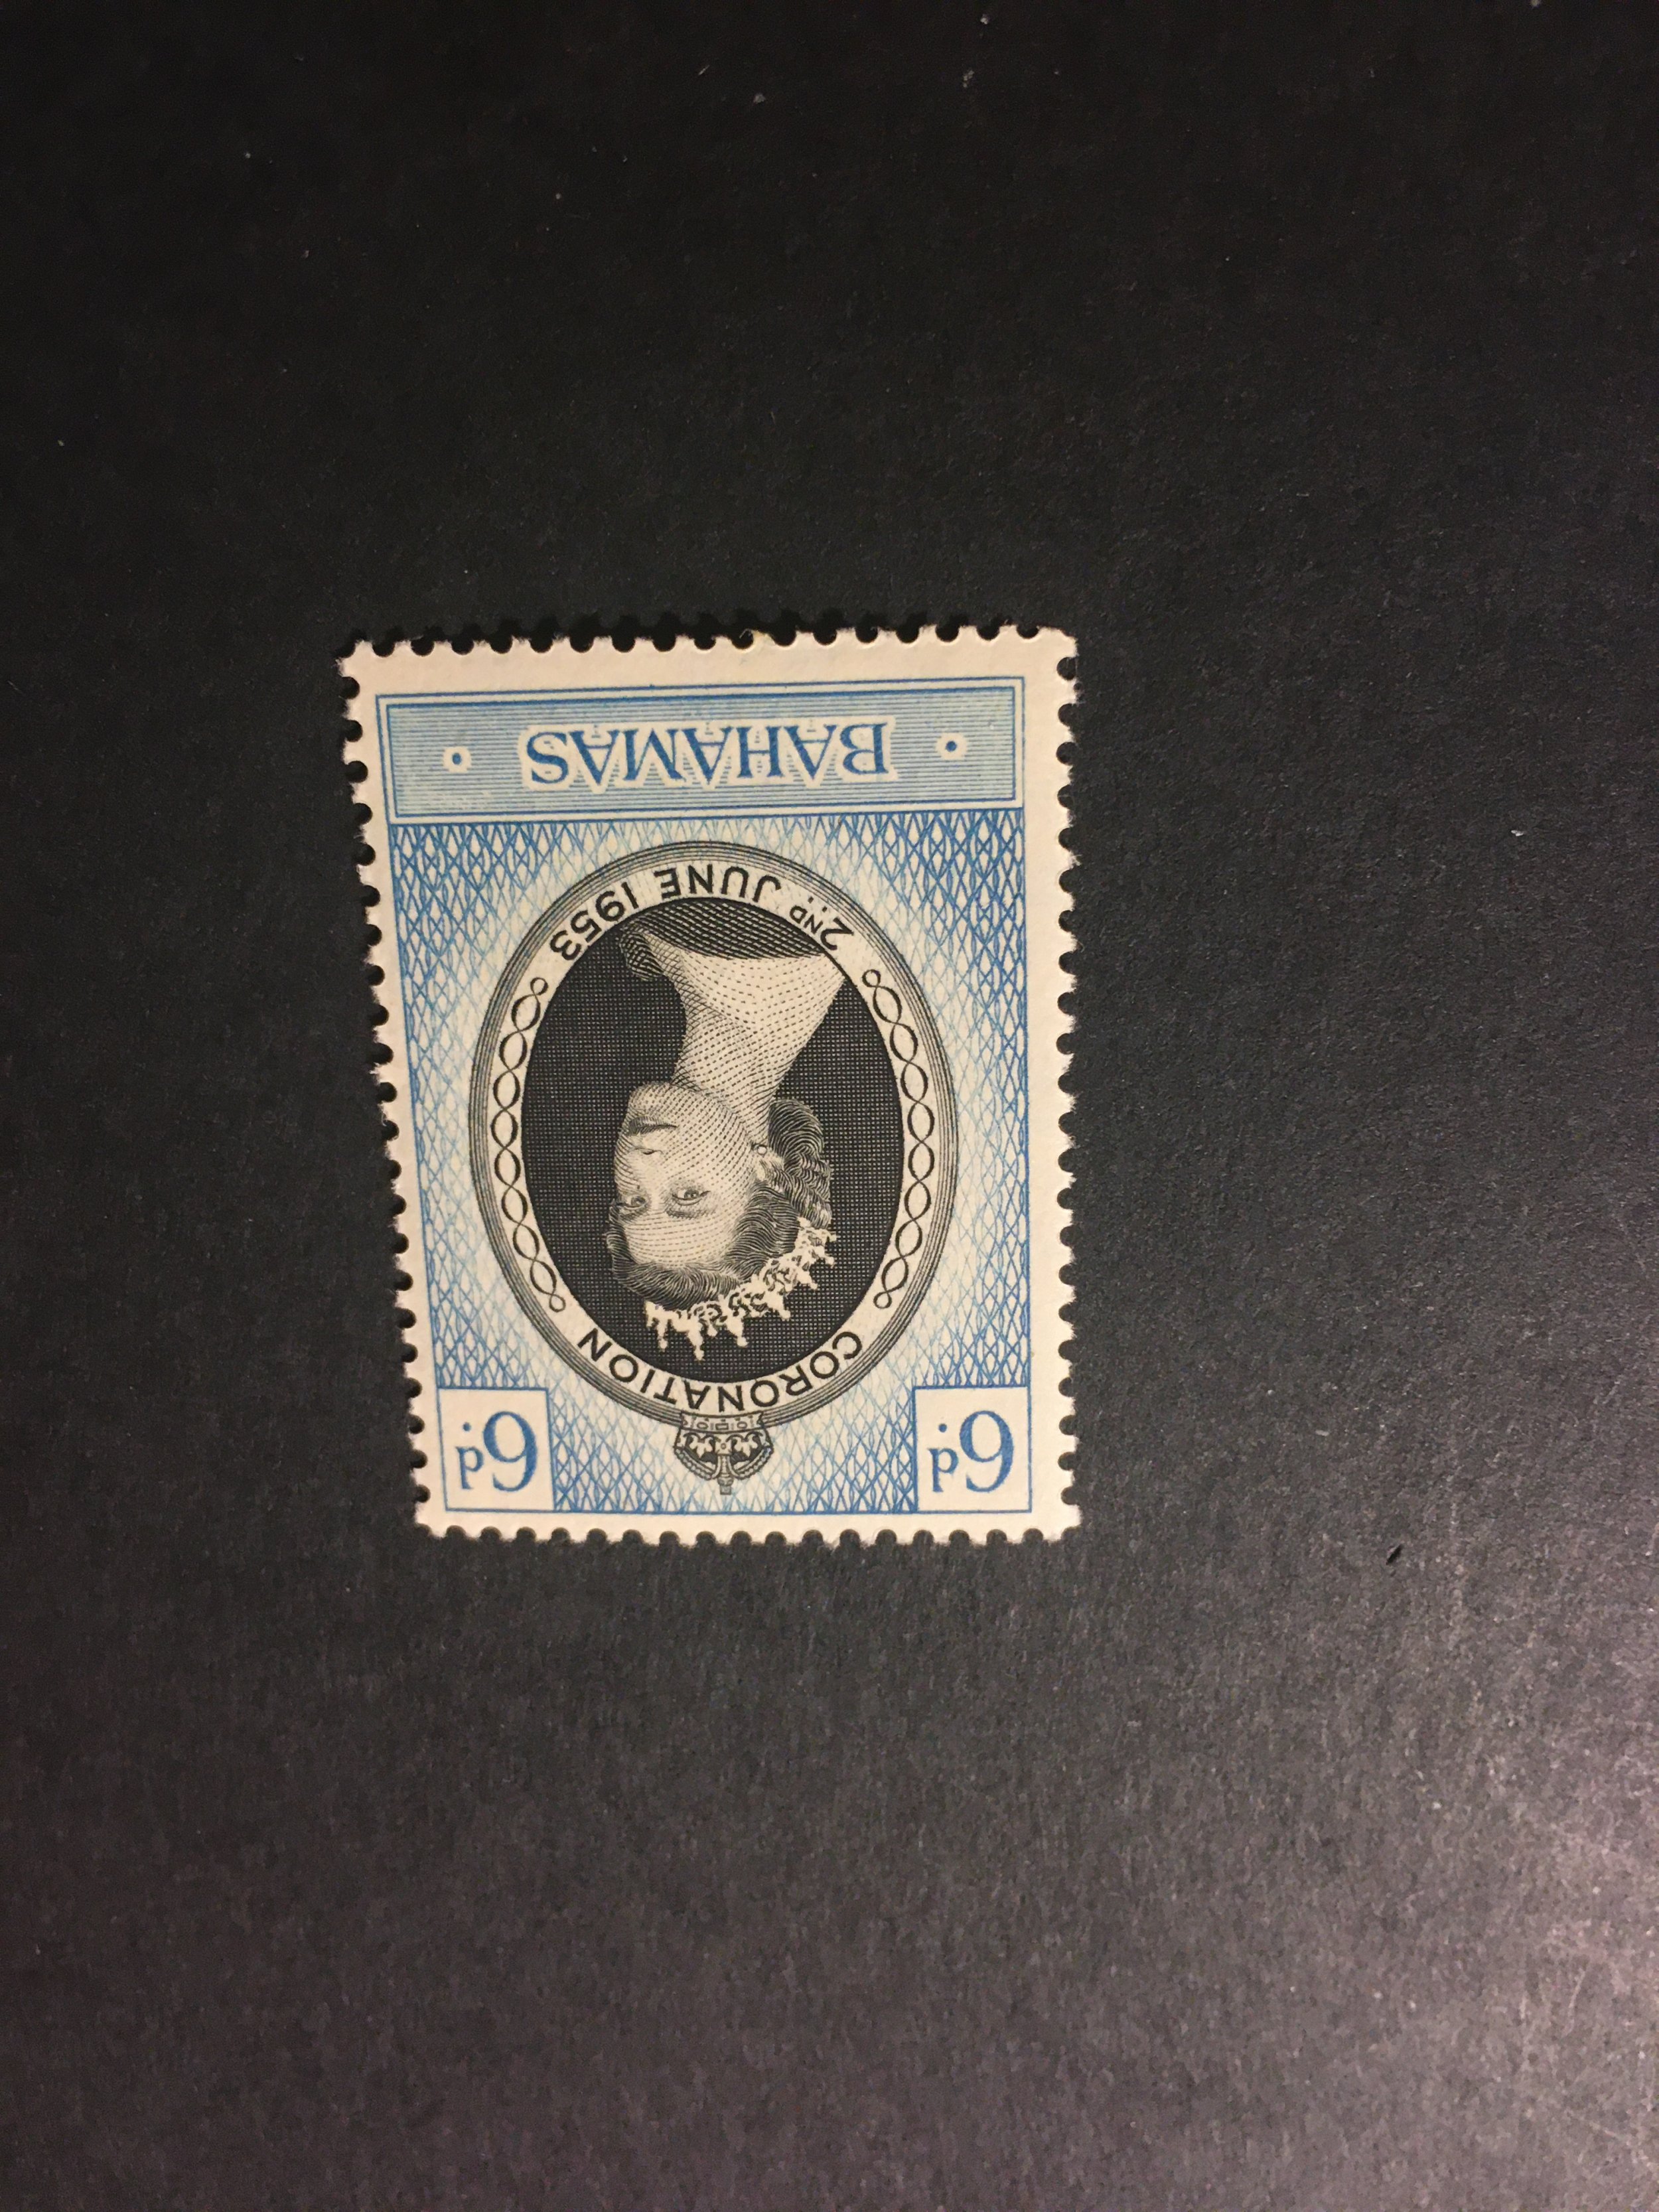 6d.
6d.
CORONATION
2ND. JUNE 1953
BAHAMAS